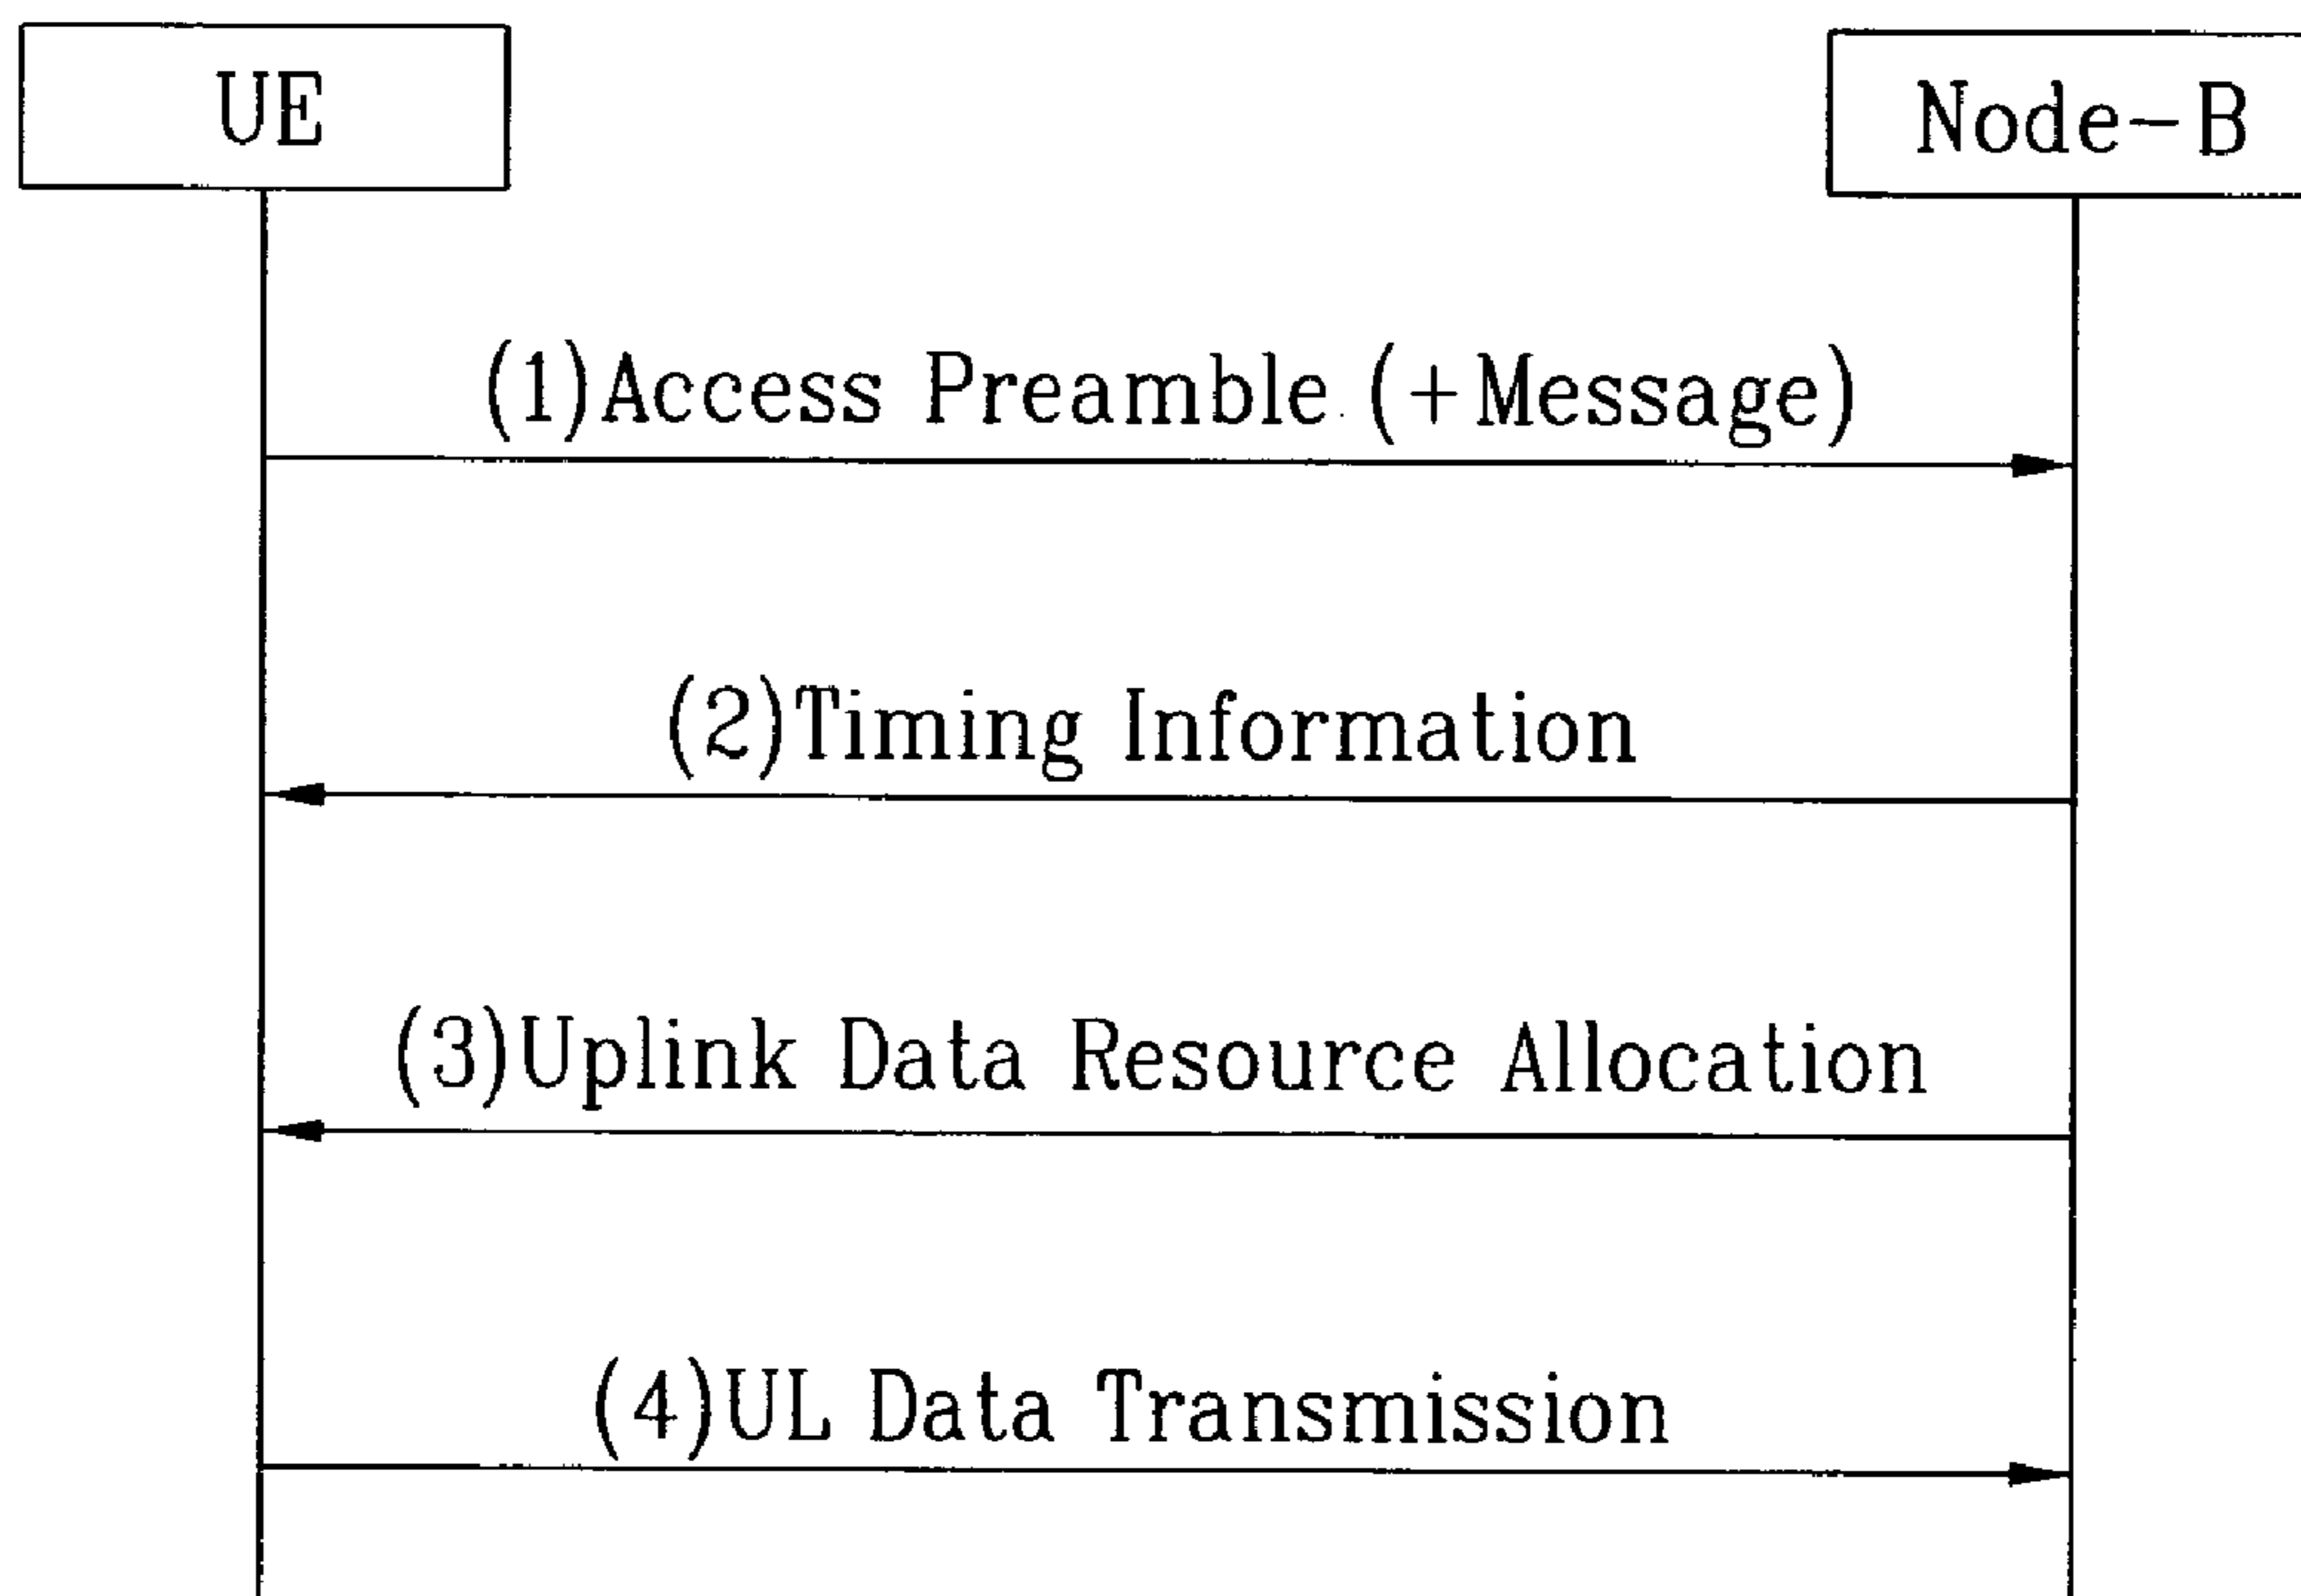 UE
Node-B
(1)Access Preamble (+Message)
(2)Timing Information
(3)Uplink Data Resource Allocation
(4)UL Data Transmission